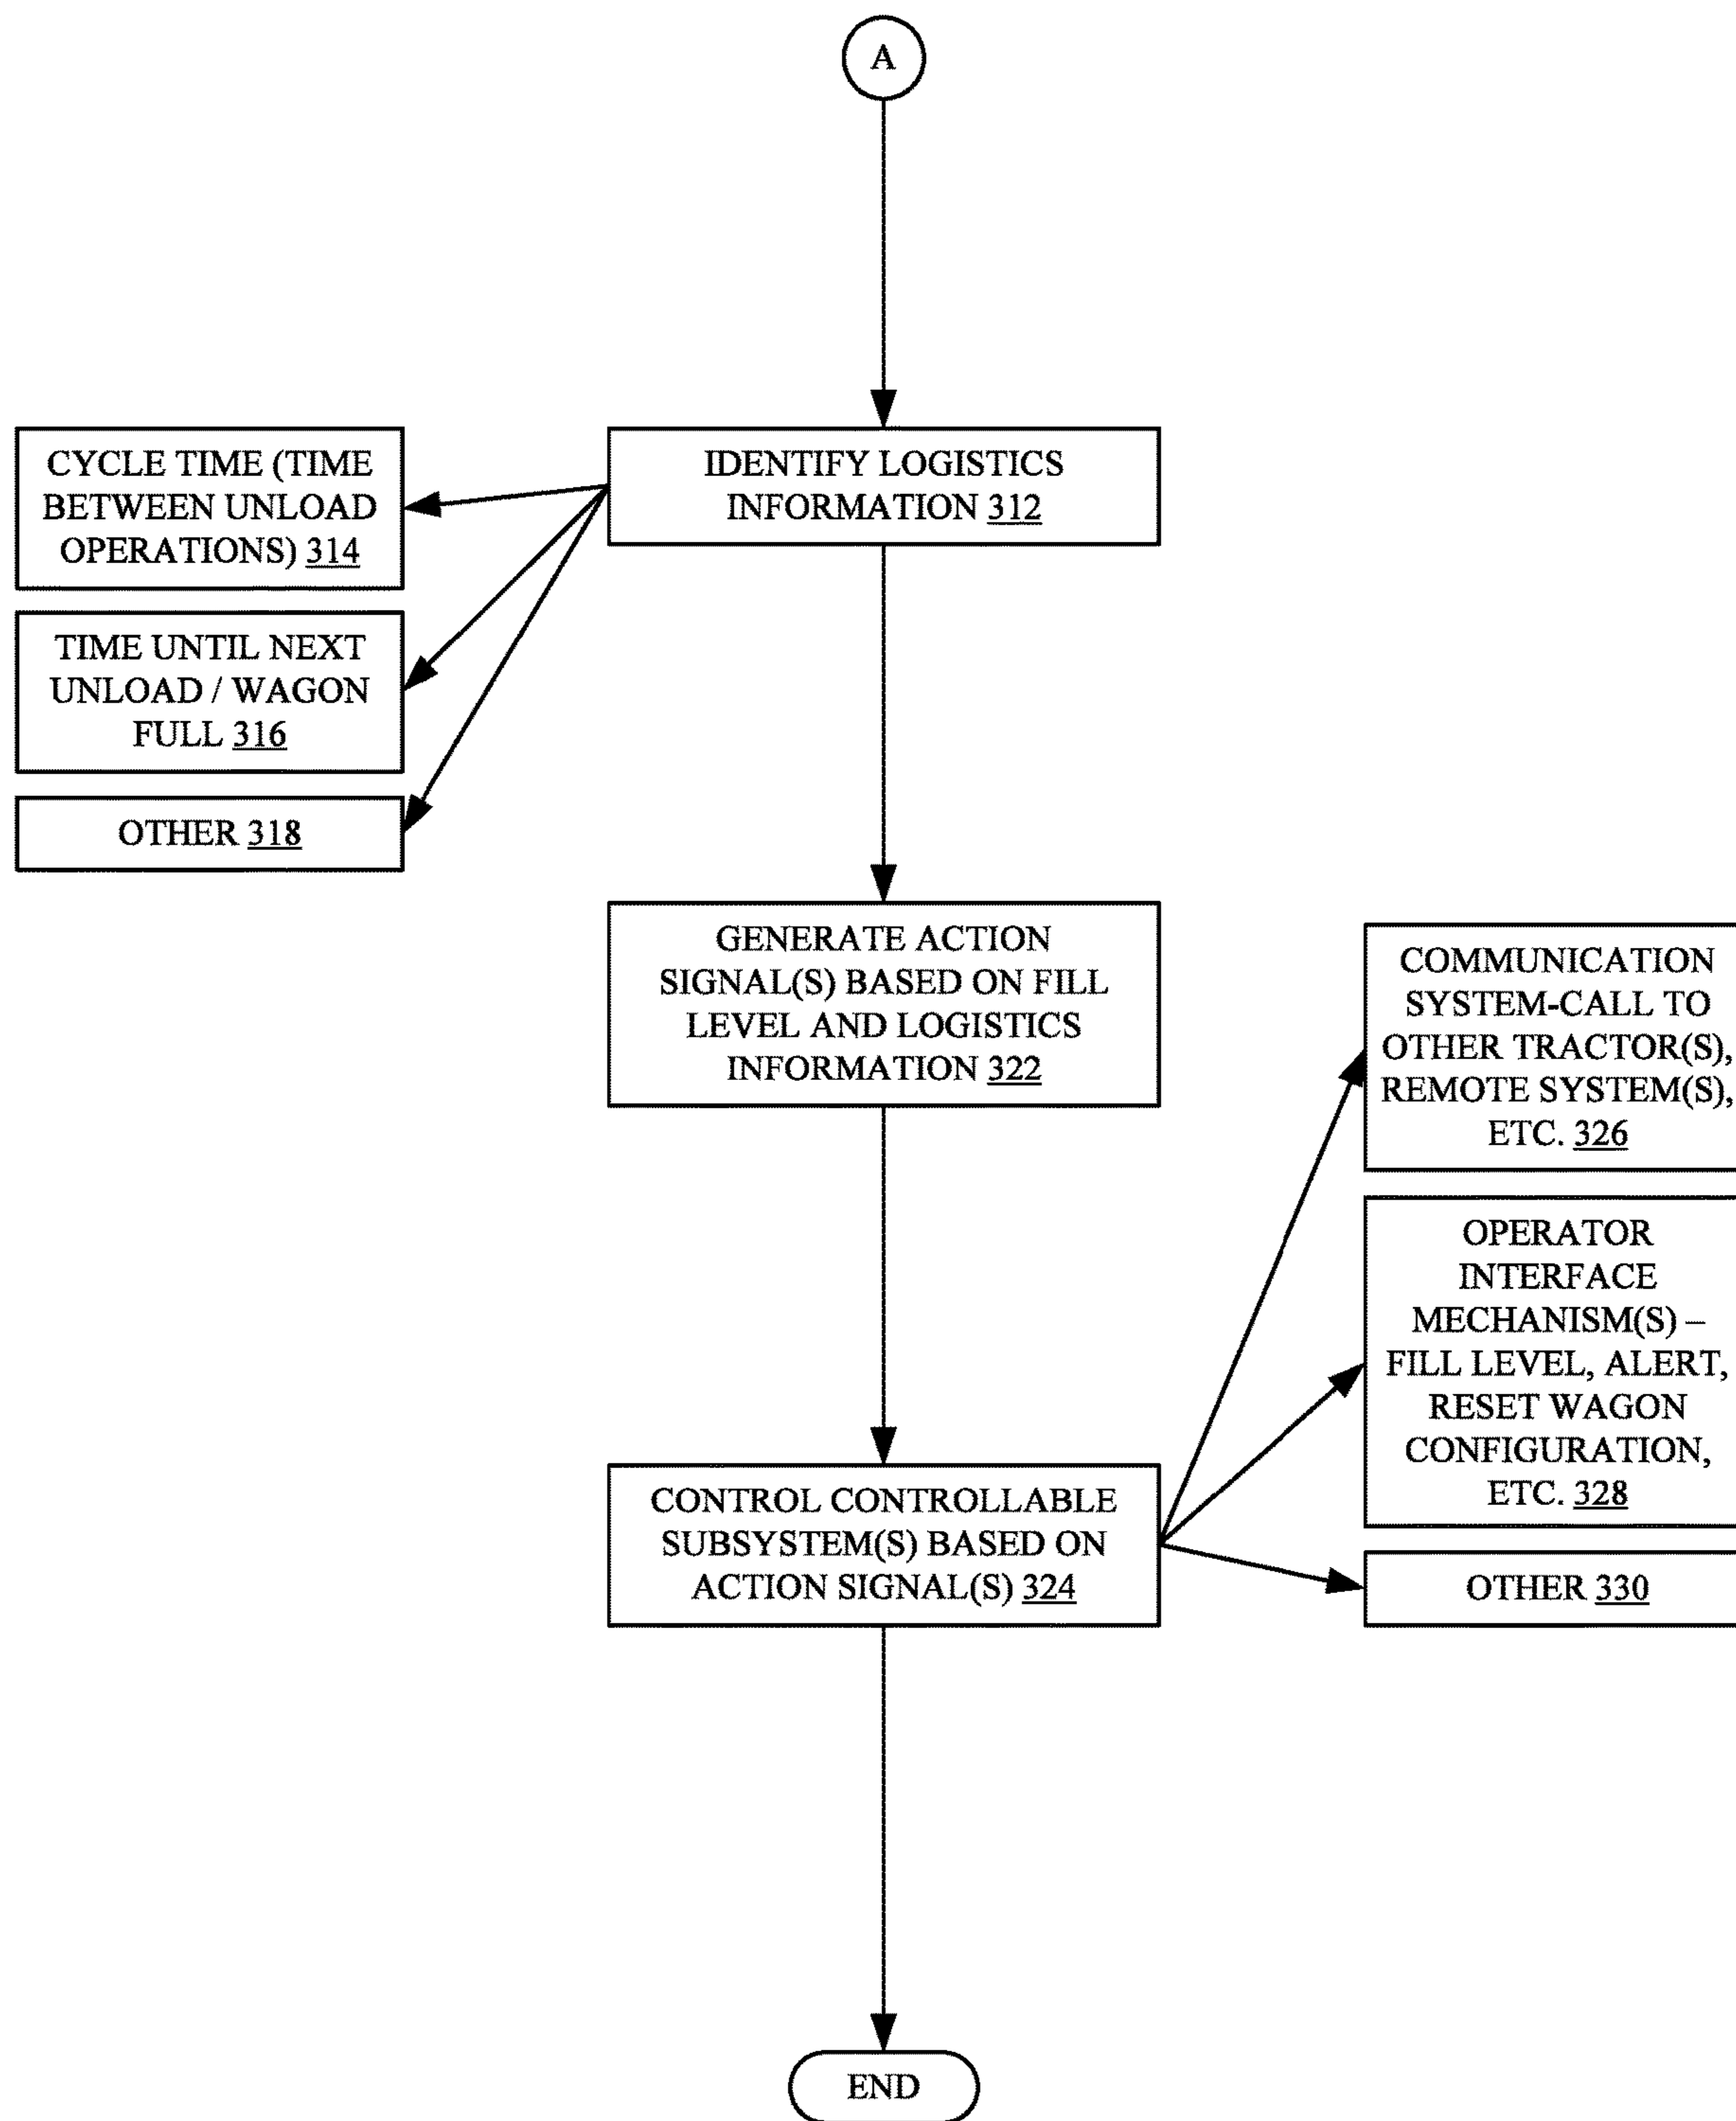 A
IDENTIFY LOGISTICS
INFORMATION 312
CYCLE TIME (TIME
BETWEEN UNLOAD
OPERATIONS) 314
TIME UNTIL NEXT
UNLOAD / WAGON
FULL 316
OTHER 318
GENERATE ACTION
SIGNAL(S) BASED ON FILL
LEVEL AND LOGISTICS
INFORMATION 322
COMMUNICATION
SYSTEM-CALL TO
OTHER TRACTOR(S),
REMOTE SYSTEM(S),
ETC. 326
OPERATOR
INTERFACE
MECHANISM(S) –
FILL LEVEL, ALERT,
RESET WAGON
CONFIGURATION,
ETC. 328
CONTROL CONTROLLABLE
SUBSYSTEM(S) BASED ON
ACTION SIGNAL(S) 324
OTHER 330
END